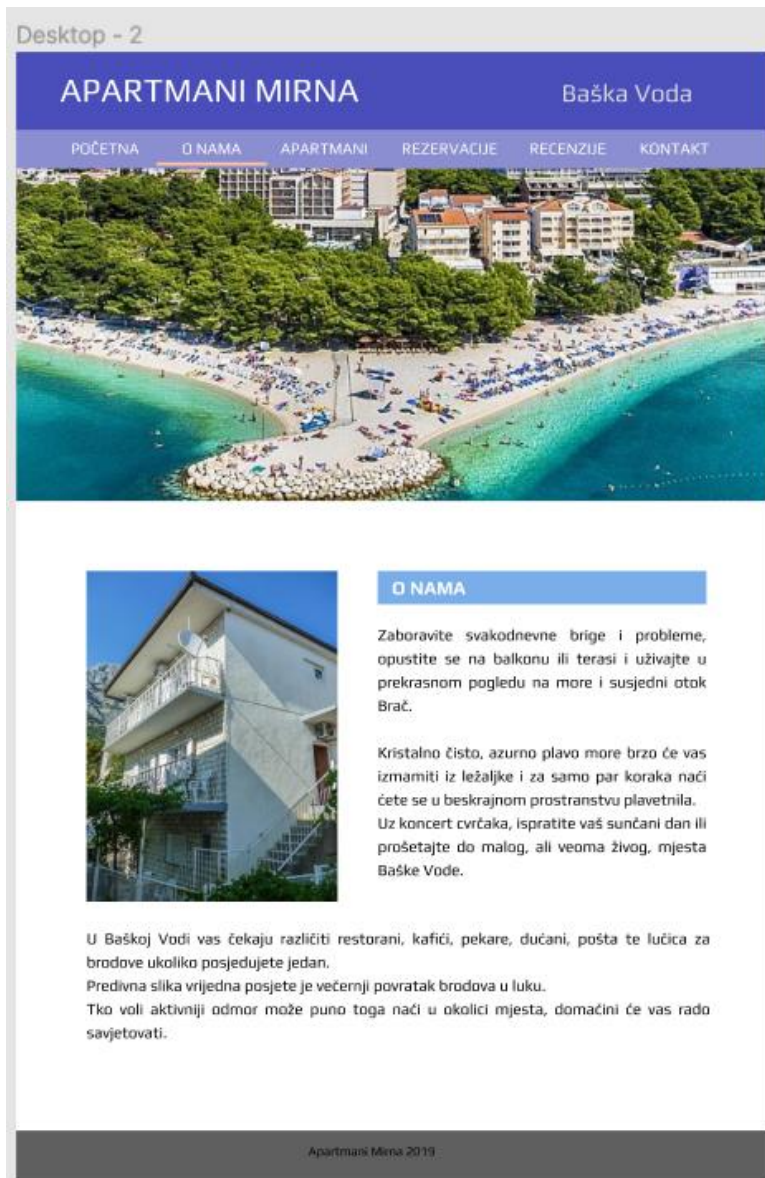 Desktop - 2
APARTMANI MIRNA
Baška Voda
POČETNA O NAMA APARTMANI REZERVACIJE RECENZIJE KONTAKT
O NAMA
Zaboravite svakodnevne brige i probleme,
opustite se na balkonu ili terasi i uživajte u
prekrasnom pogledu na more i susjedni otok
Brač.
Kristalno čisto, azurno plavo more brzo će vas
izmamiti iz ležaljke i za samo par koraka naći
ćete se u beskrajnom prostranstvu plavetnila.
Uz koncert cvrčaka, ispratite vaš sunčani dan ili
prošetajte do malog, ali veoma živog, mjesta
Baške Vode.
U Baškoj Vodi vas čekaju različiti restorani, kafići, pekare, dućani, pošta te lučica za
brodove ukoliko posjedujete jedan.
Predivna slika vrijedna posjete je večernji povratak brodova u luku.
Tko voli aktivniji odmor može puno toga naći u okolici mjesta, domaćini će vas rado
savjetovati.
Apartmani Mirna 2019